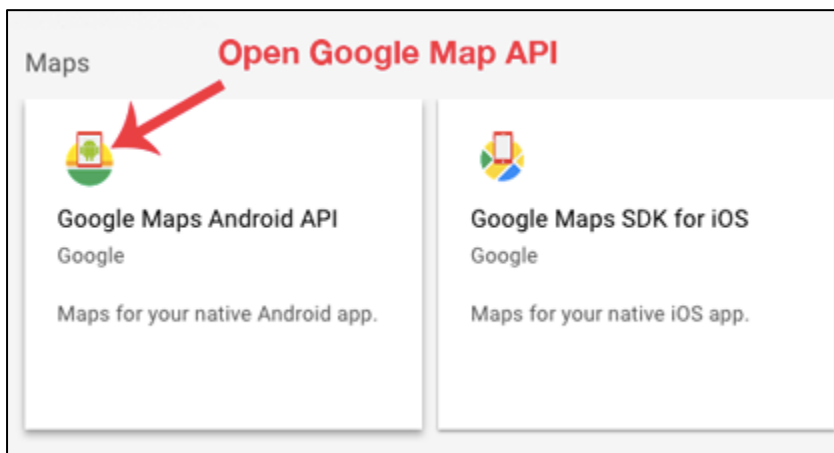 Maps
Open Google Map API
Google Maps Android API
Google
Maps for your native Android app.
Google Maps SDK for iOS
Google
Maps for your native iOS app.